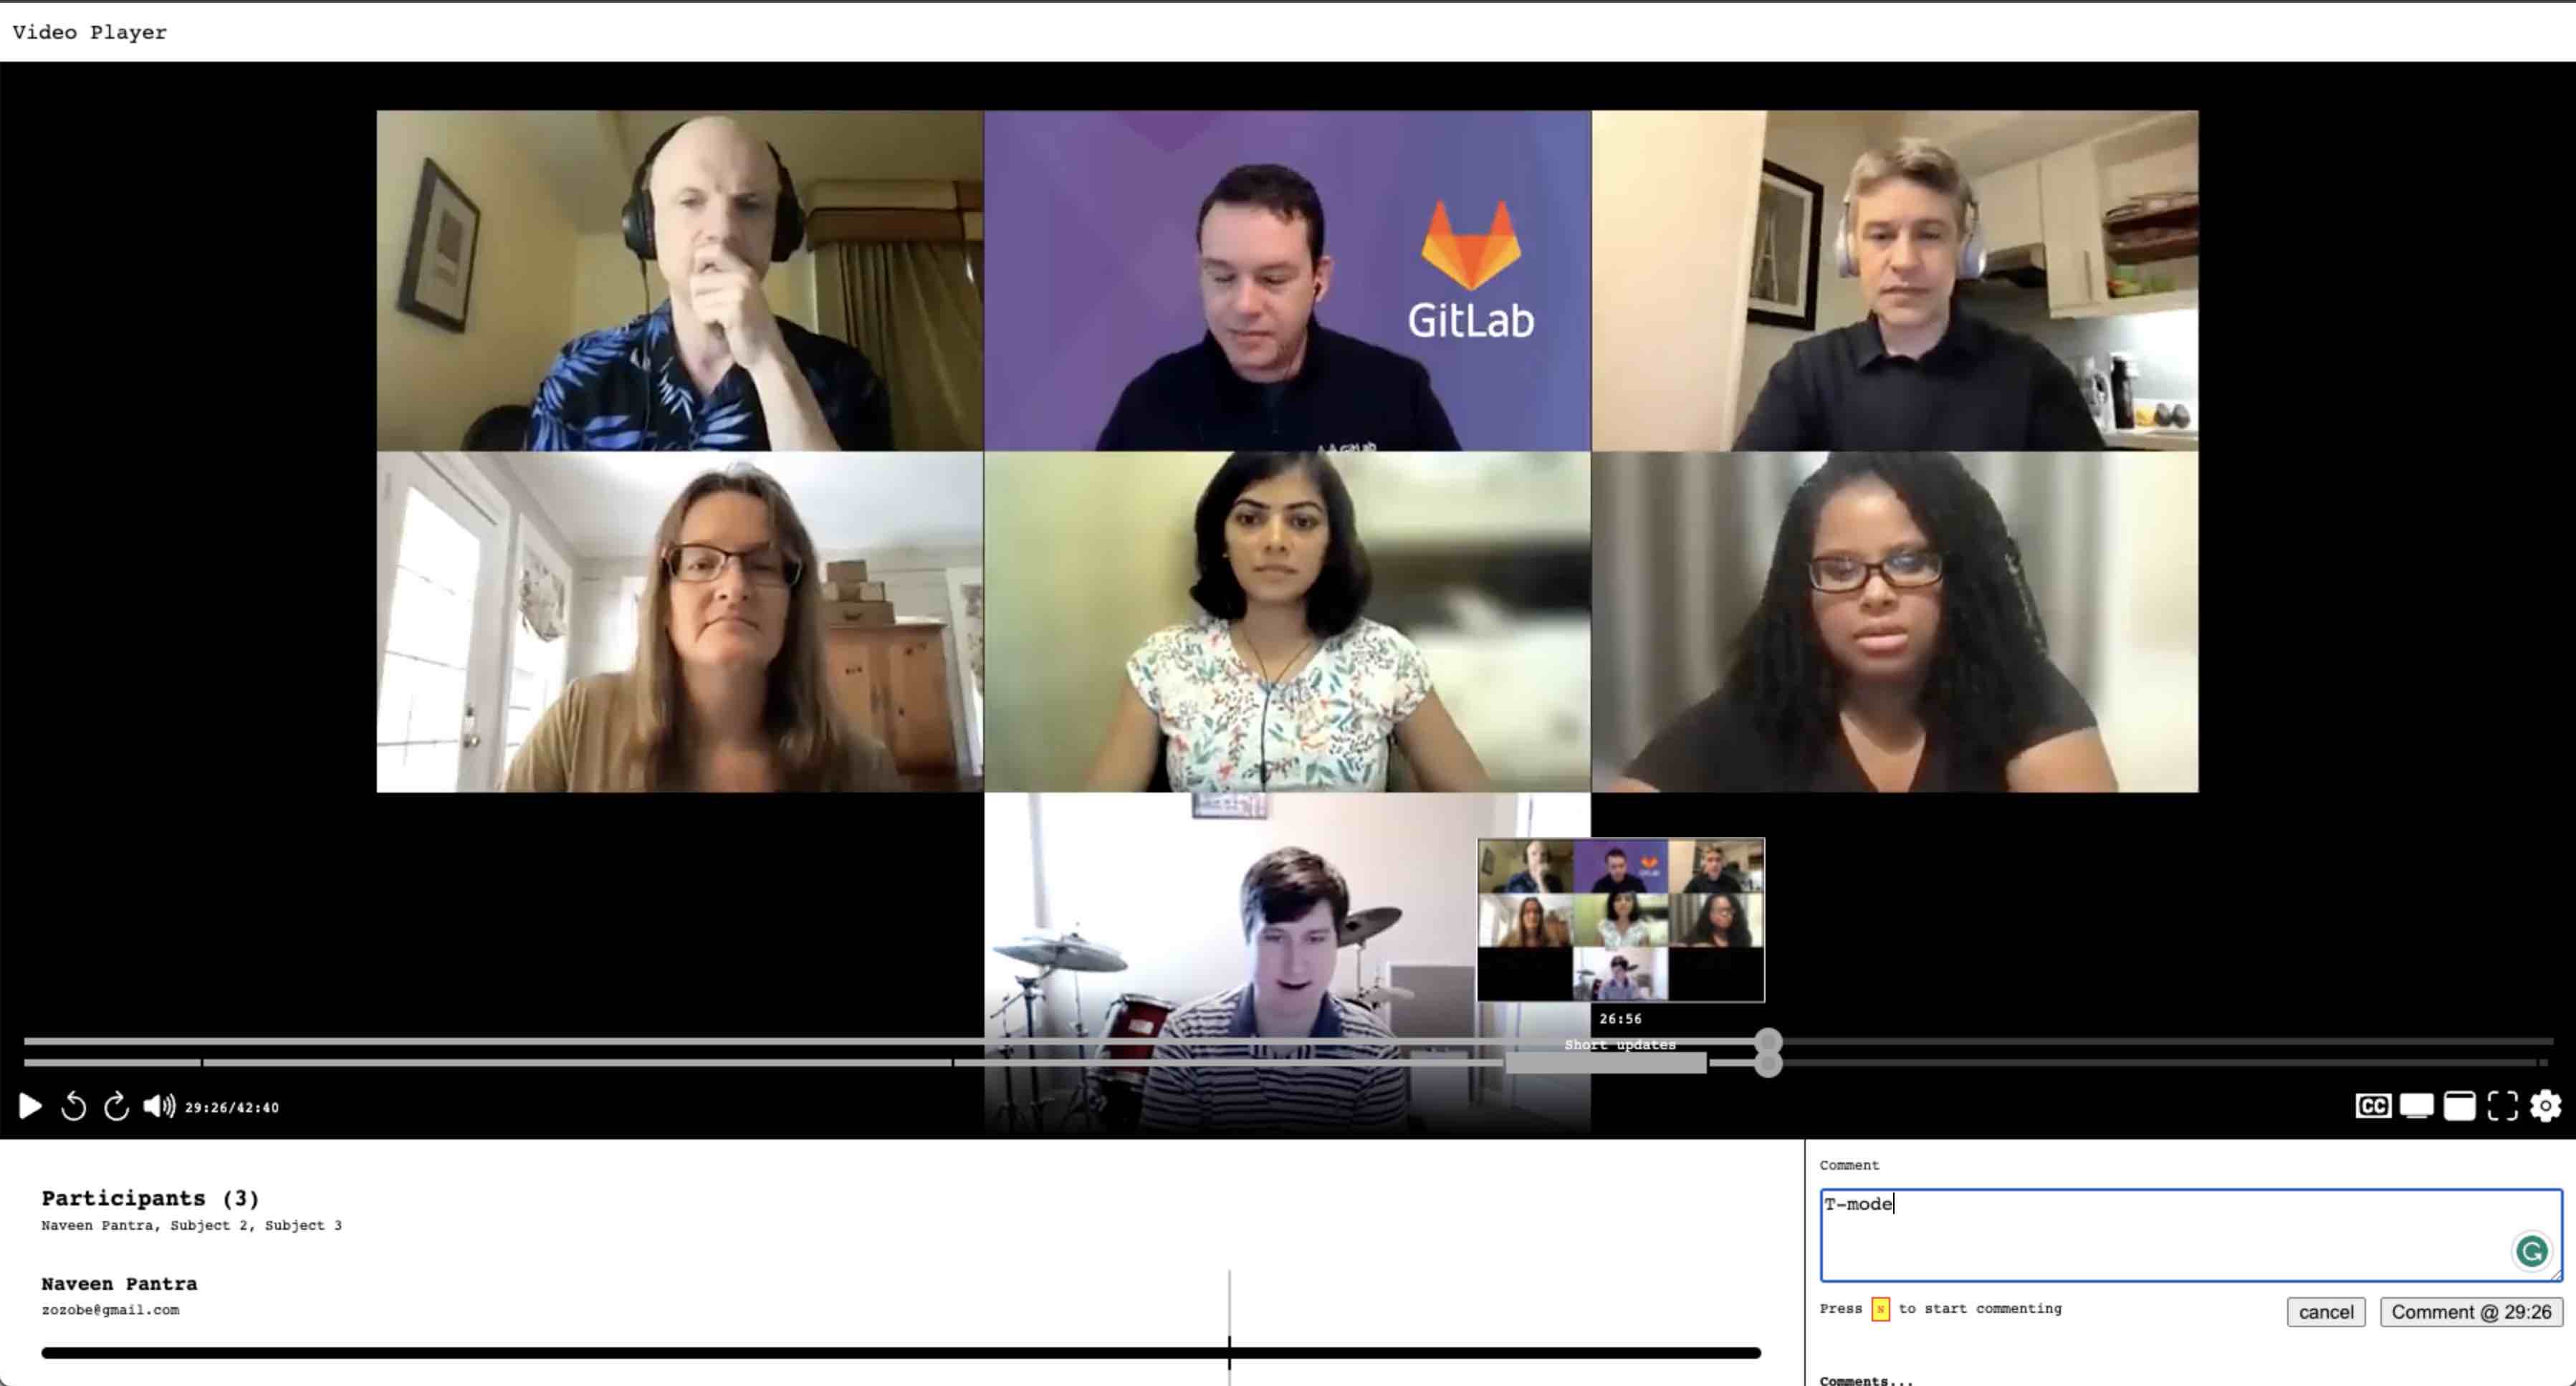 Video Player
GitLab
GitLab
26:56
Short updates
29:26/42:40
CC
Participants (3)
Naveen Pantra, Subject 2, Subject 3
Naveen Pantra
zozobe@gmail.com
Comment
T-mode
Press N to start commenting
cancel
Comment @ 29:26
Comments...